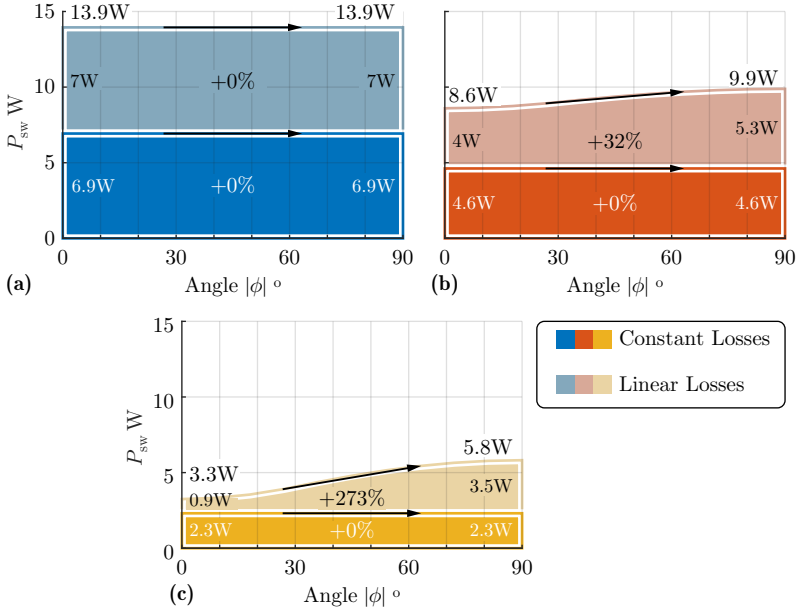 13.9W 13.9W
15
10
5
0
P_sw W
7W +0% 7W
6.9W +0% 6.9W
0 30 60 90
(a) Angle |ϕ| °
8.6W 9.9W
4W +32% 5.3W
4.6W +0% 4.6W
0 30 60 90
(b) Angle |ϕ| °
15
10
5
0
P_sw W
3.3W 5.8W
0.9W +273% 3.5W
2.3W +0% 2.3W
0 30 60 90
(c) Angle |ϕ| °
Constant Losses
Linear Losses